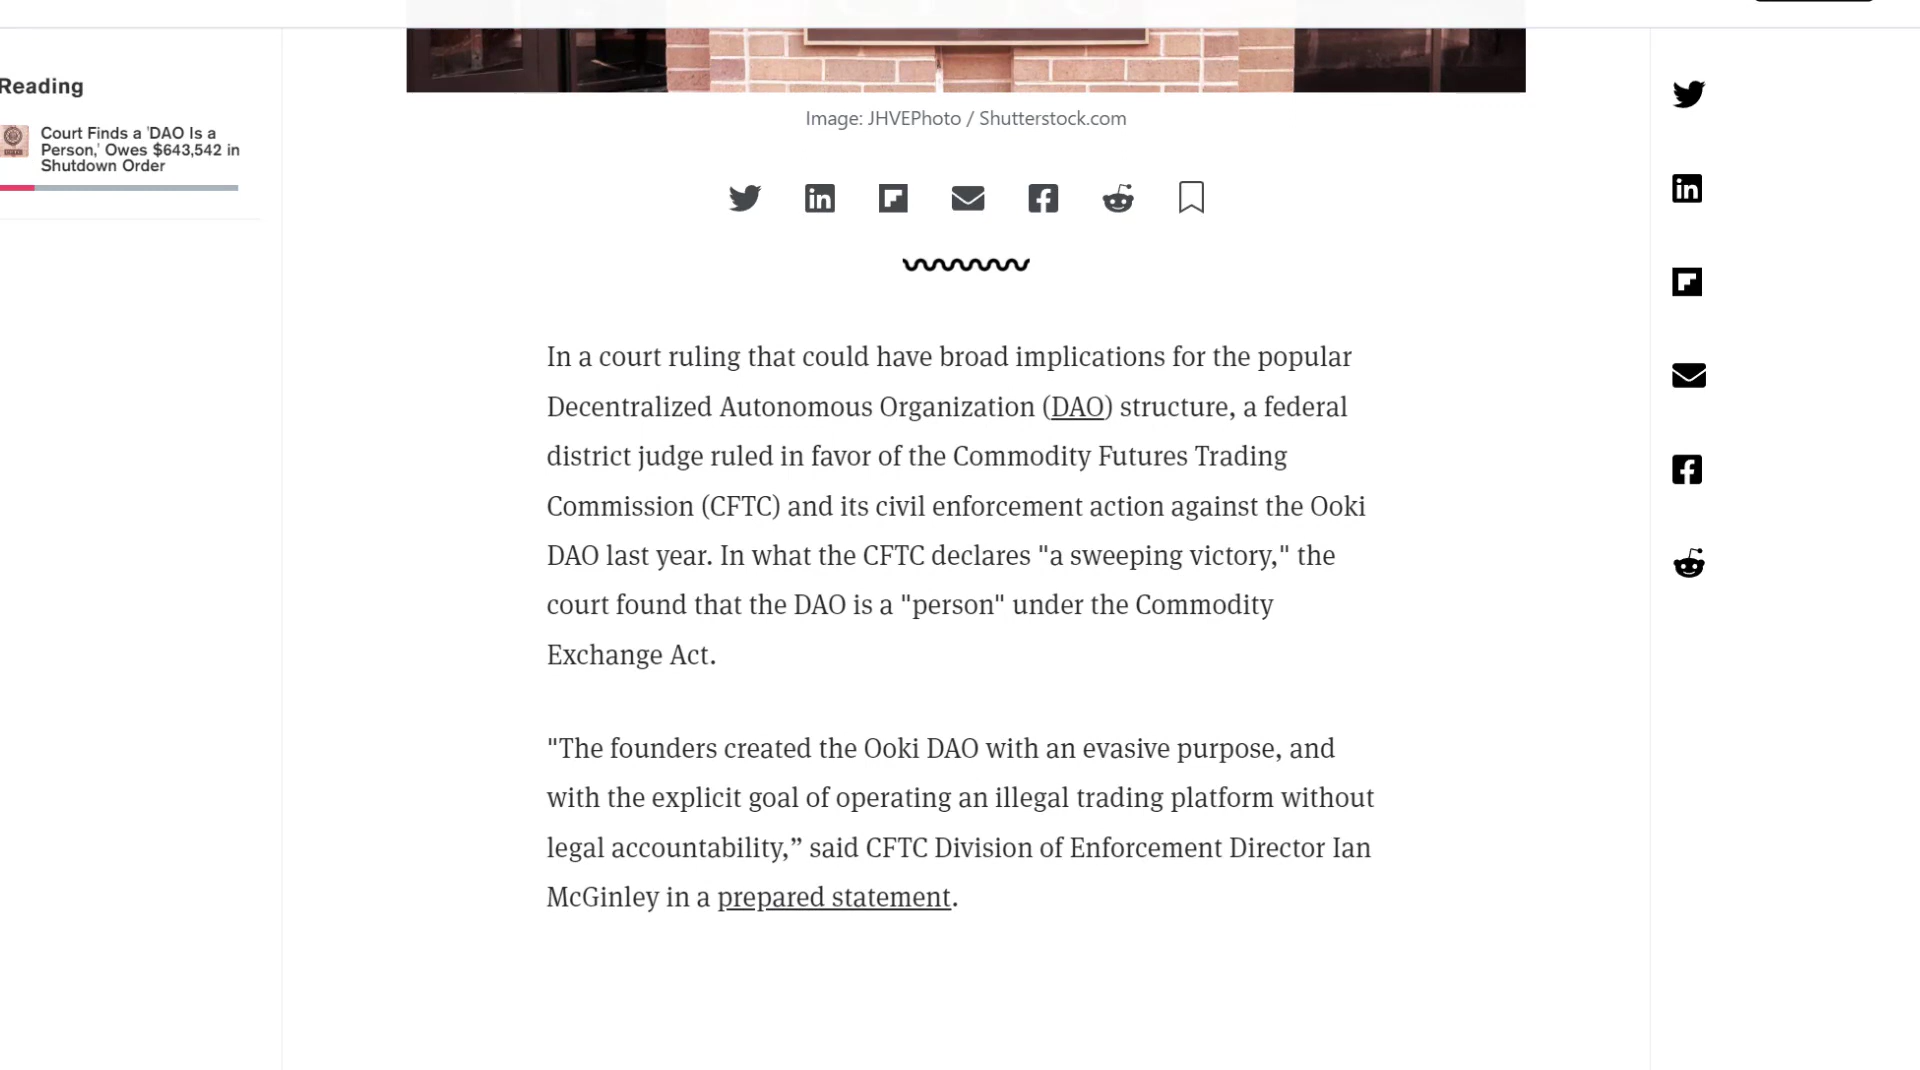 Reading
Court Finds a 'DAO Is a
Person,' Owes $643,542 in
Shutdown Order
Image: JHVEPhoto / Shutterstock.com
In a court ruling that could have broad implications for the popular
Decentralized Autonomous Organization (DAO) structure, a federal
district judge ruled in favor of the Commodity Futures Trading
Commission (CFTC) and its civil enforcement action against the Ooki
DAO last year. In what the CFTC declares "a sweeping victory," the
court found that the DAO is a "person" under the Commodity
Exchange Act.
"The founders created the Ooki DAO with an evasive purpose, and
with the explicit goal of operating an illegal trading platform without
legal accountability,” said CFTC Division of Enforcement Director Ian
McGinley in a prepared statement.